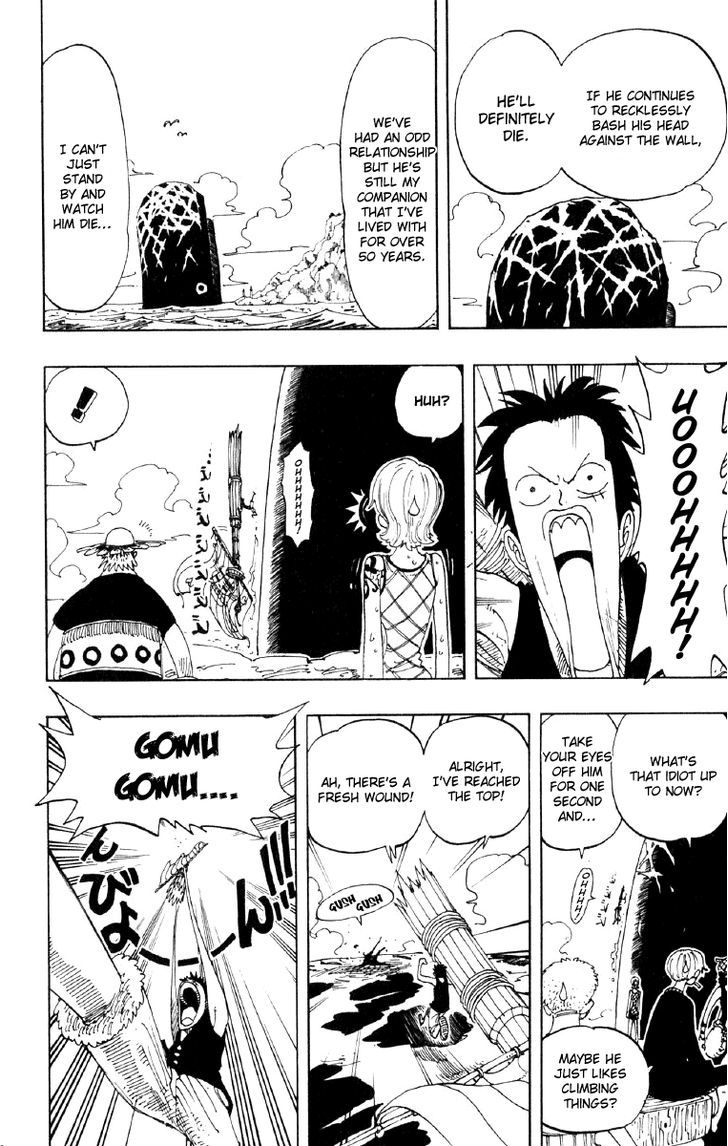 IF HE CONTINUES
TO RECKLESSLY
BASH HIS HEAD
AGAINST THE WALL,
HE'LL
DEFINITELY
DIE.
WE'VE
HAD AN ODD
RELATIONSHIP
BUT HE'S
STILL MY
COMPANION
THAT I'VE
LIVED WITH
FOR OVER
50 YEARS.
I CAN'T
JUST
STAND
BY AND
WATCH
HIM DIE...
UOOOHHHHH!
HUH?
OHHHHHHH!
!!
WHAT'S
THAT IDIOT UP
TO NOW?
TAKE
YOUR EYES
OFF HIM
FOR ONE
SECOND
AND...
OHHHH
MAYBE HE
JUST LIKES
CLIMBING
THINGS?
ALRIGHT,
I'VE REACHED
THE TOP!
AH, THERE'S A
FRESH WOUND!
GUSH
GUSH
GOMU
GOMU....
んびよーん!!!